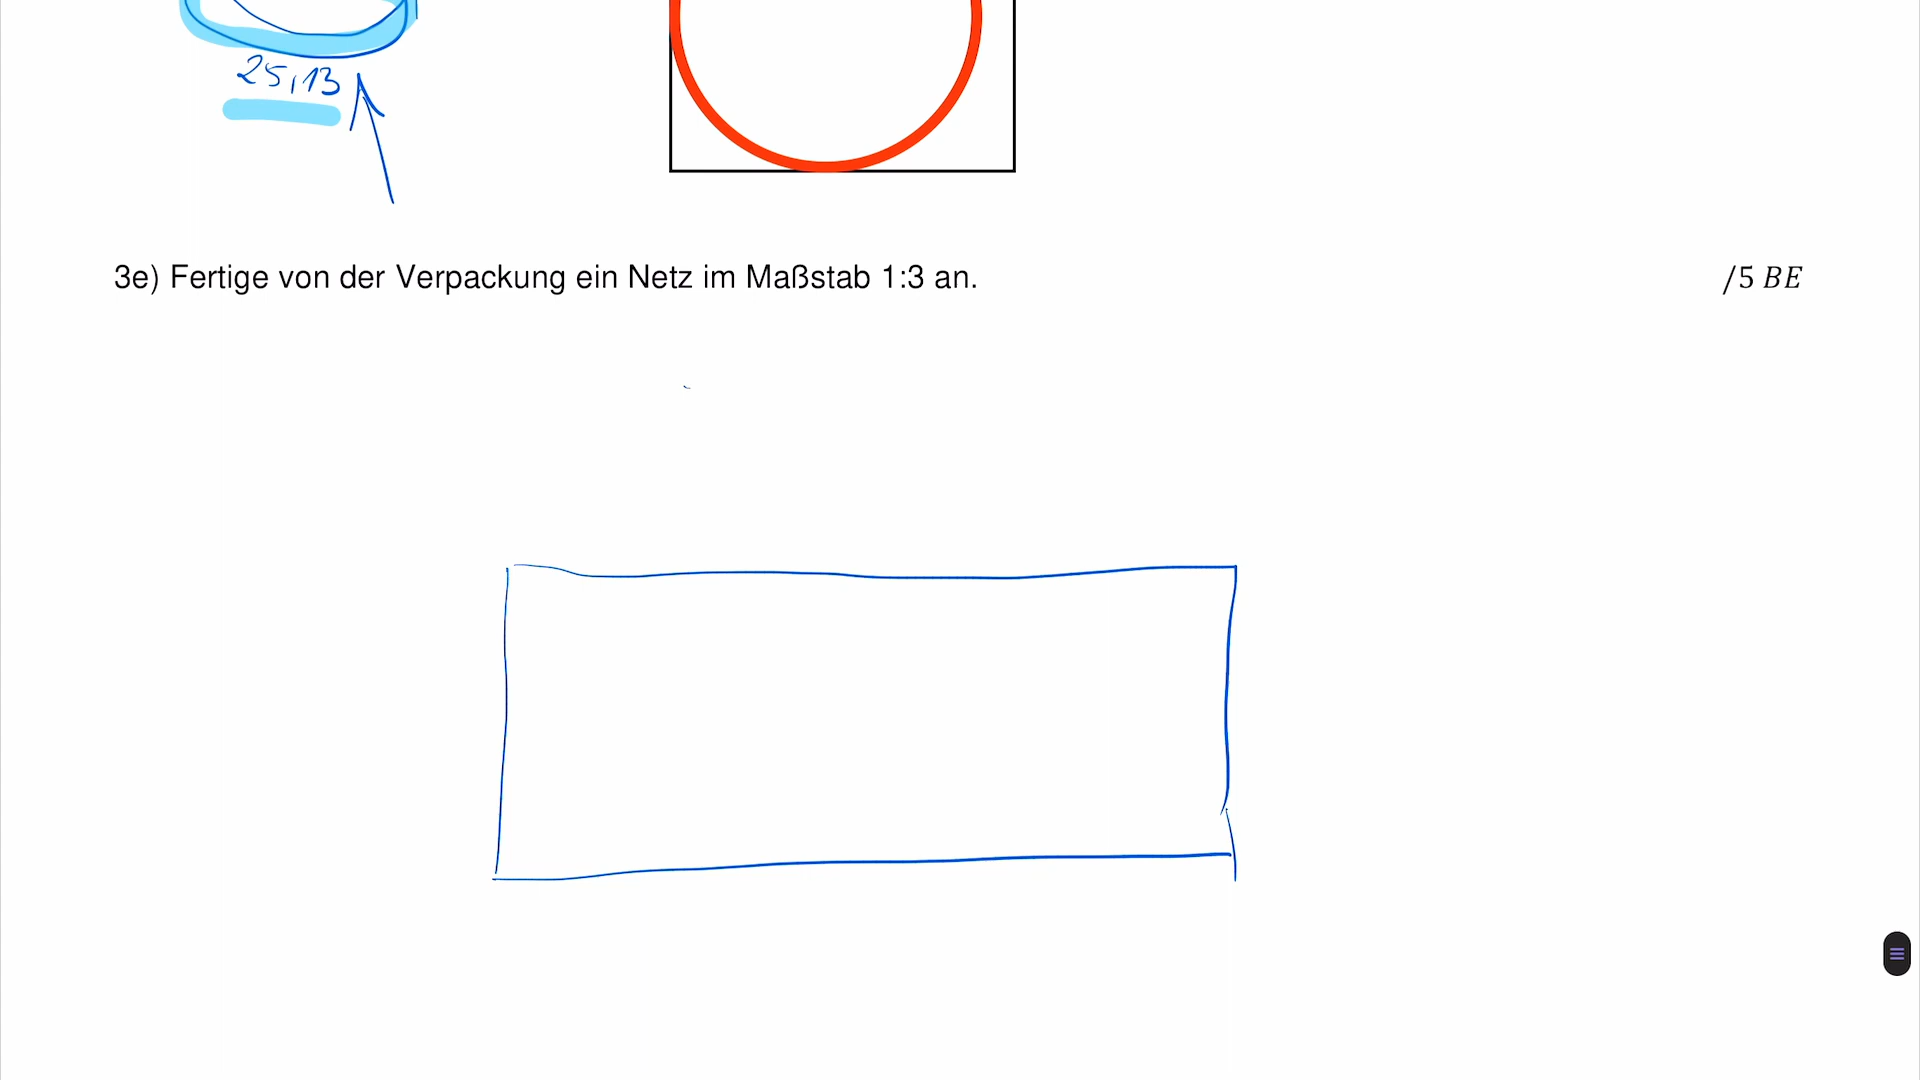 25,13
3e) Fertige von der Verpackung ein Netz im Maßstab 1:3 an.
/5 BE